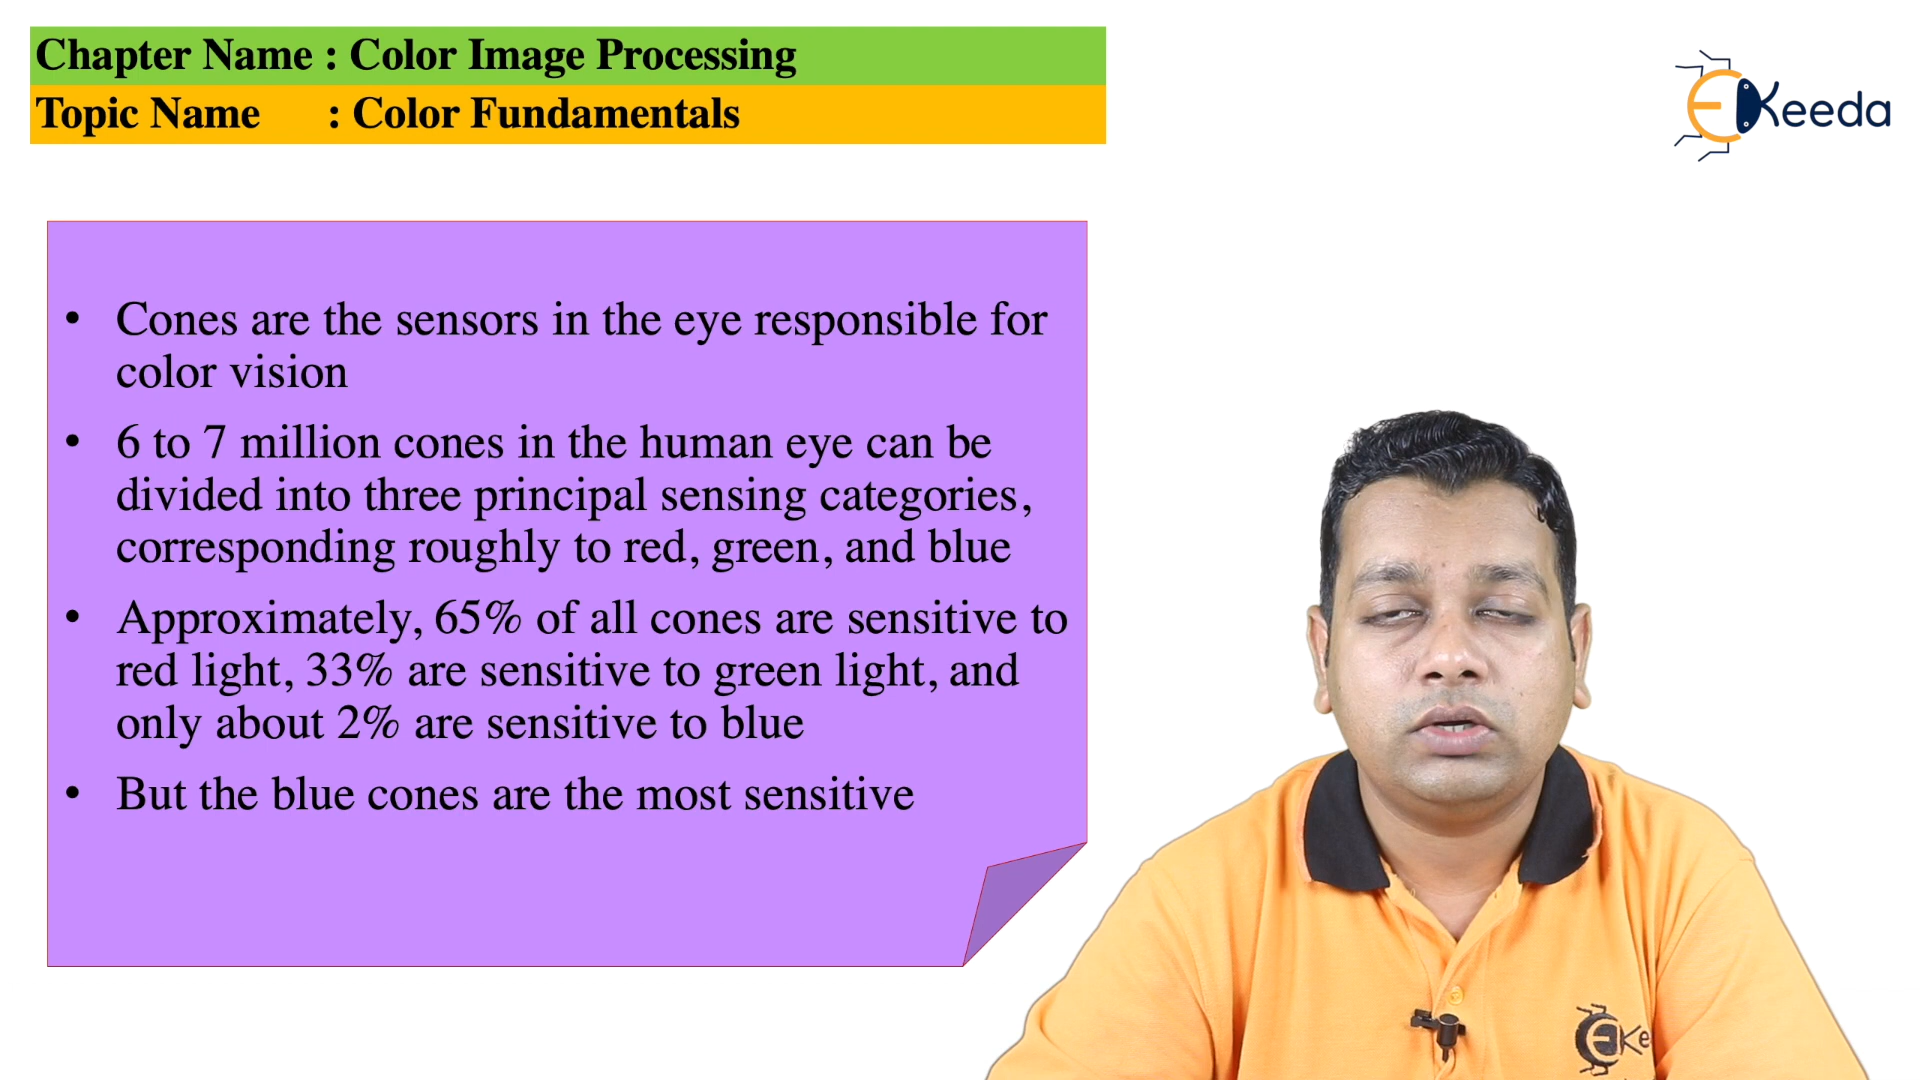 Chapter Name : Color Image Processing
Topic Name : Color Fundamentals
Keeda
• Cones are the sensors in the eye responsible for
color vision
• 6 to 7 million cones in the human eye can be
divided into three principal sensing categories,
corresponding roughly to red, green, and blue
• Approximately, 65% of all cones are sensitive to
red light, 33% are sensitive to green light, and
only about 2% are sensitive to blue
• But the blue cones are the most sensitive
Ke